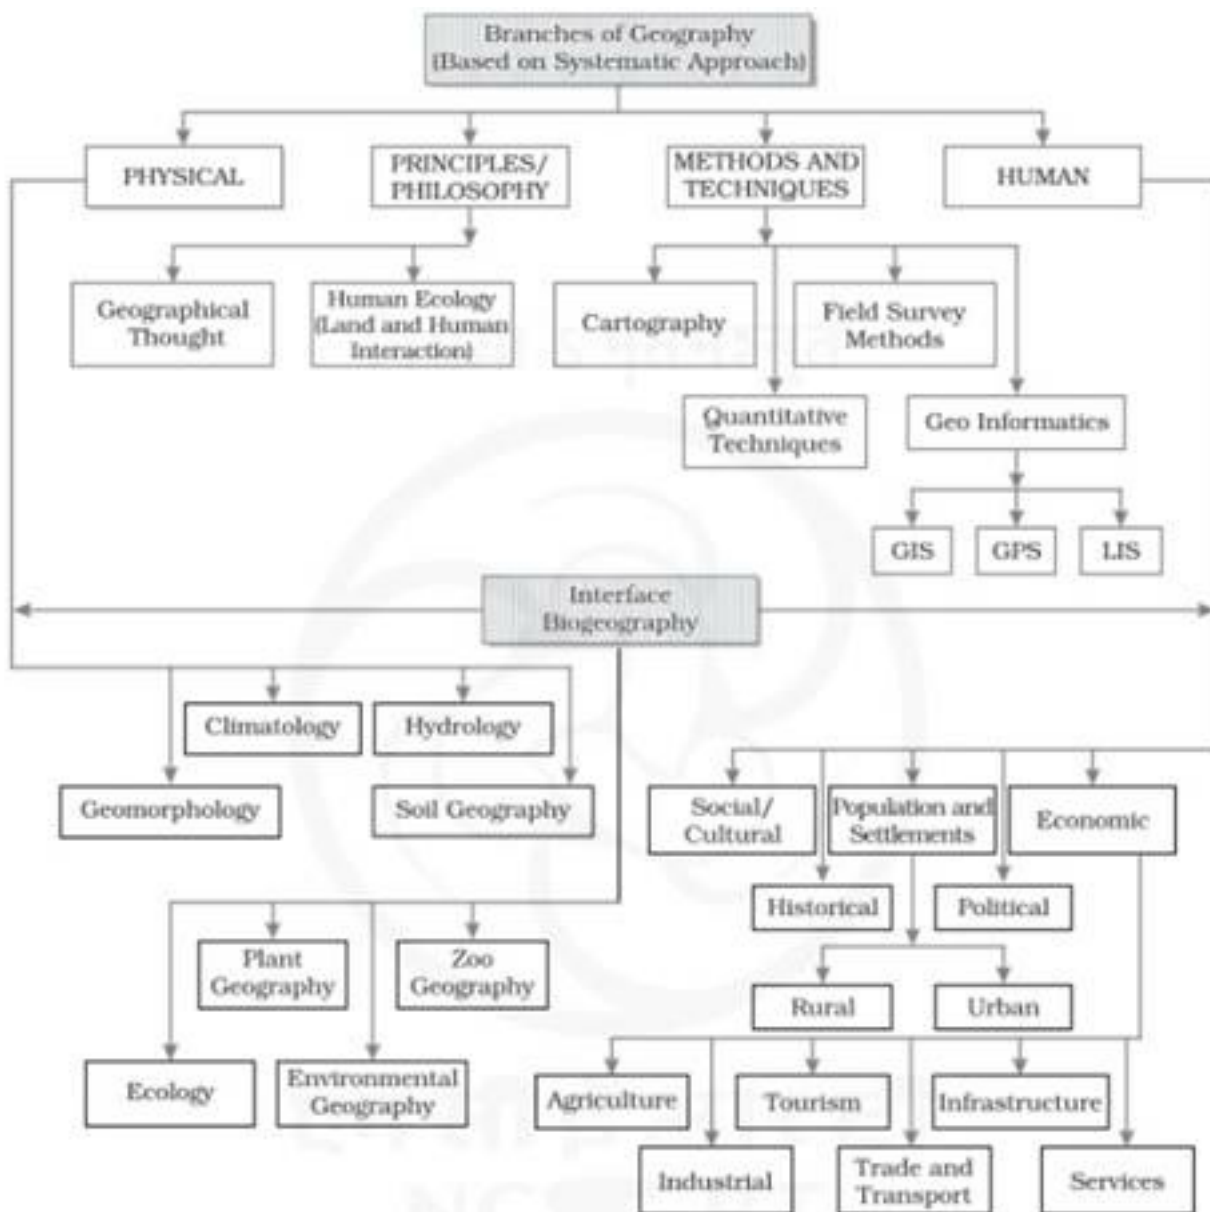 Branches of Geography
(Based on Systematic Approach)
PHYSICAL
PRINCIPLES/
PHILOSOPHY
METHODS AND
TECHNIQUES
HUMAN
Geographical
Thought
Human Ecology
(Land and Human
Interaction)
Cartography
Field Survey
Methods
Quantitative
Techniques
Geo Informatics
GIS
GPS
LIS
Interface
Biogeography
Climatology
Hydrology
Geomorphology
Soil Geography
Social/
Cultural
Population and
Settlements
Economic
Historical
Political
Plant
Geography
Zoo
Geography
Rural
Urban
Ecology
Environmental
Geography
Agriculture
Tourism
Infrastructure
Industrial
Trade and
Transport
Services